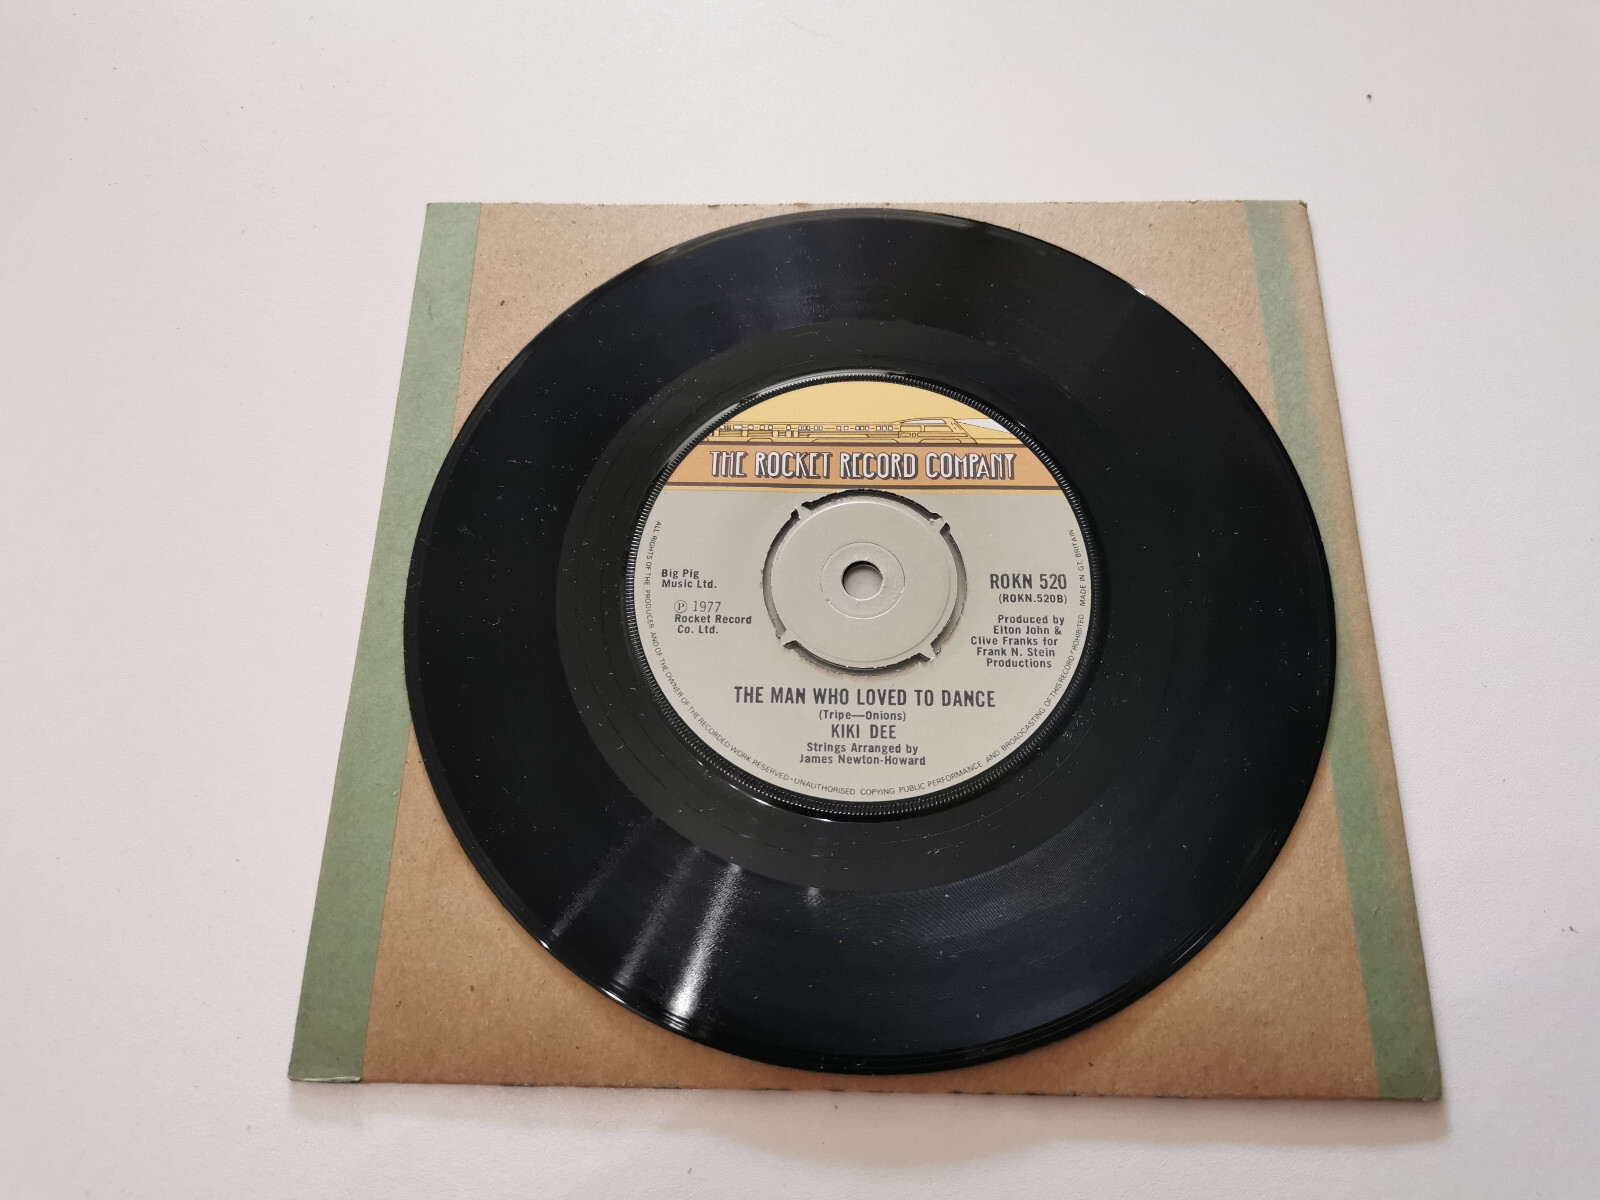 THE ROCKET RECORD COMPANY
Big Pig
Music Ltd.
Ⓟ 1977
Rocket Record
Co. Ltd.
ROKN 520
(ROKN.520B)
Produced by
Elton John &
Clive Franks for
Frank N. Stein
Productions
THE MAN WHO LOVED TO DANCE
(Tripe—Onions)
KIKI DEE
Strings Arranged by
James Newton-Howard
ALL RIGHTS OF THE PRODUCER AND OF THE OWNER OF THE RECORDED WORK RESERVED • UNAUTHORISED COPYING PUBLIC PERFORMANCE AND BROADCASTING OF THIS RECORD PROHIBITED MADE IN GT. BRITAIN